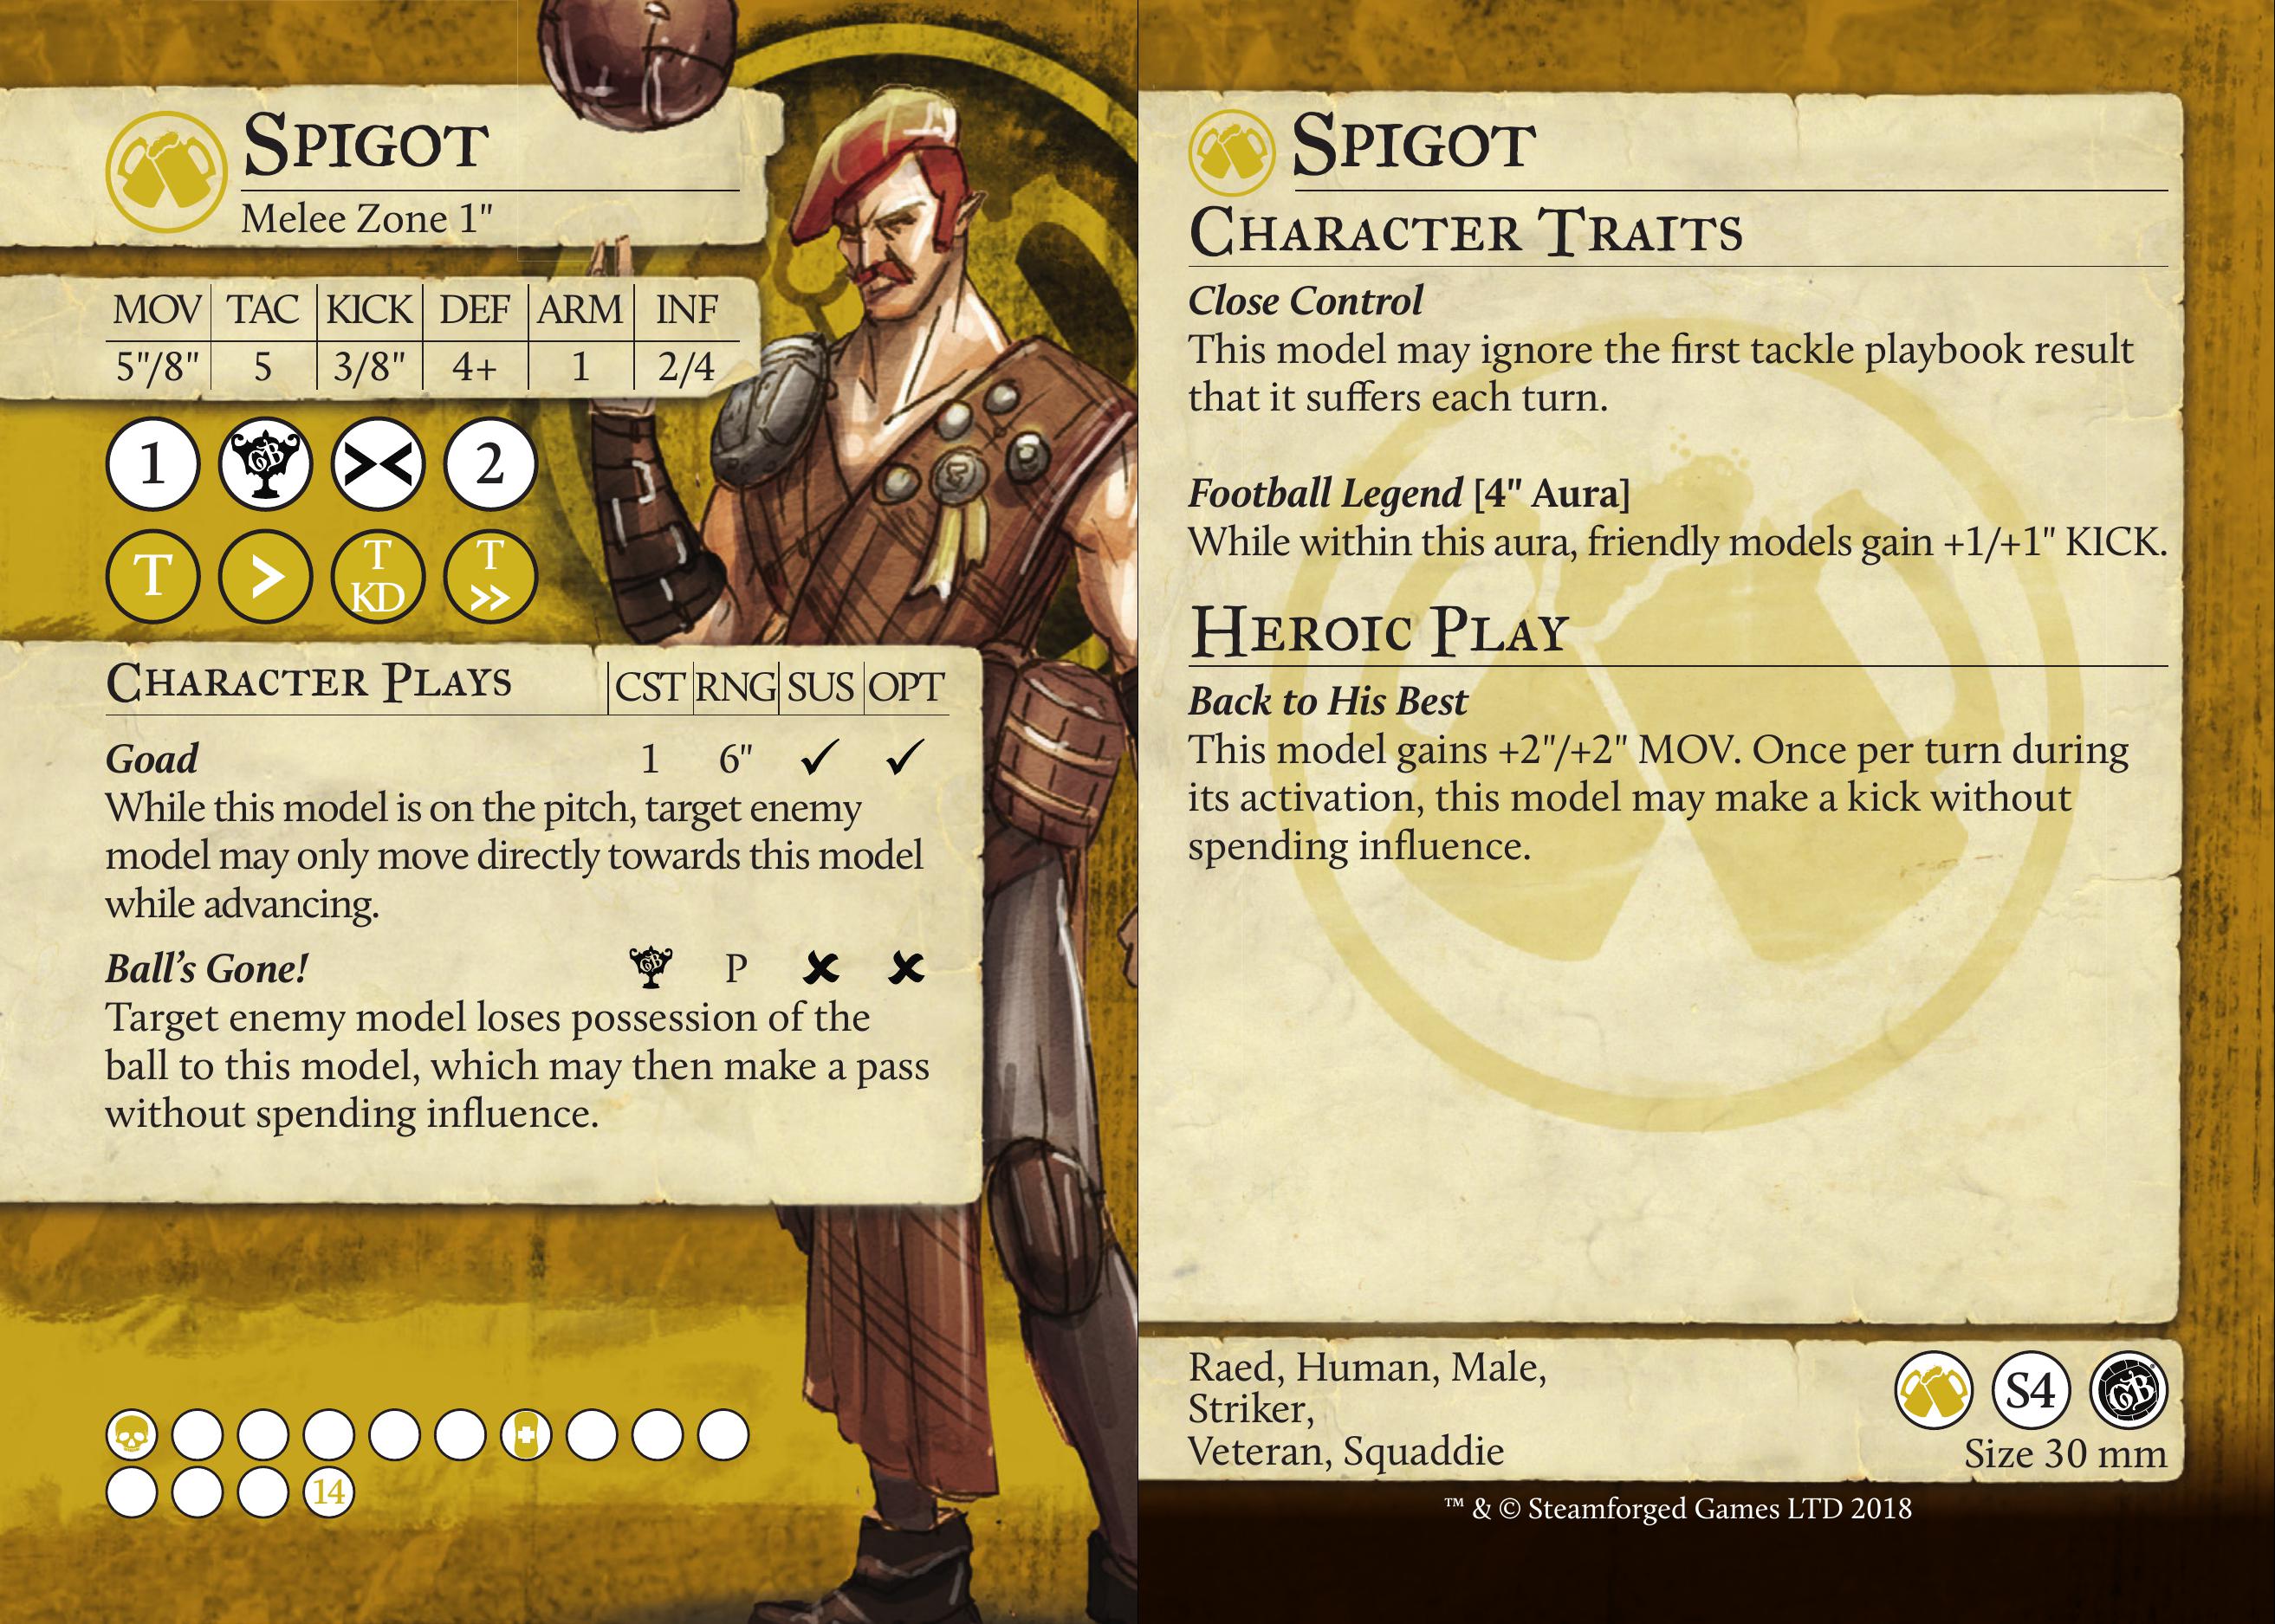 Spigot
Melee Zone 1"
MOV TAC KICK DEF ARM INF
5"/8" 5 3/8" 4+ 1 2/4
1 GB >< 2
T > T KD T >>
Character Plays CST RNG SUS OPT
Goad 1 6" ✓ ✓
While this model is on the pitch, target enemy
model may only move directly towards this model
while advancing.
Ball's Gone! GB P ✗ ✗
Target enemy model loses possession of the
ball to this model, which may then make a pass
without spending influence.
14
Spigot
Character Traits
Close Control
This model may ignore the first tackle playbook result
that it suffers each turn.
Football Legend [4" Aura]
While within this aura, friendly models gain +1/+1" KICK.
Heroic Play
Back to His Best
This model gains +2"/+2" MOV. Once per turn during
its activation, this model may make a kick without
spending influence.
Raed, Human, Male,
Striker,
Veteran, Squaddie
S4 GB
Size 30 mm
™ & © Steamforged Games LTD 2018